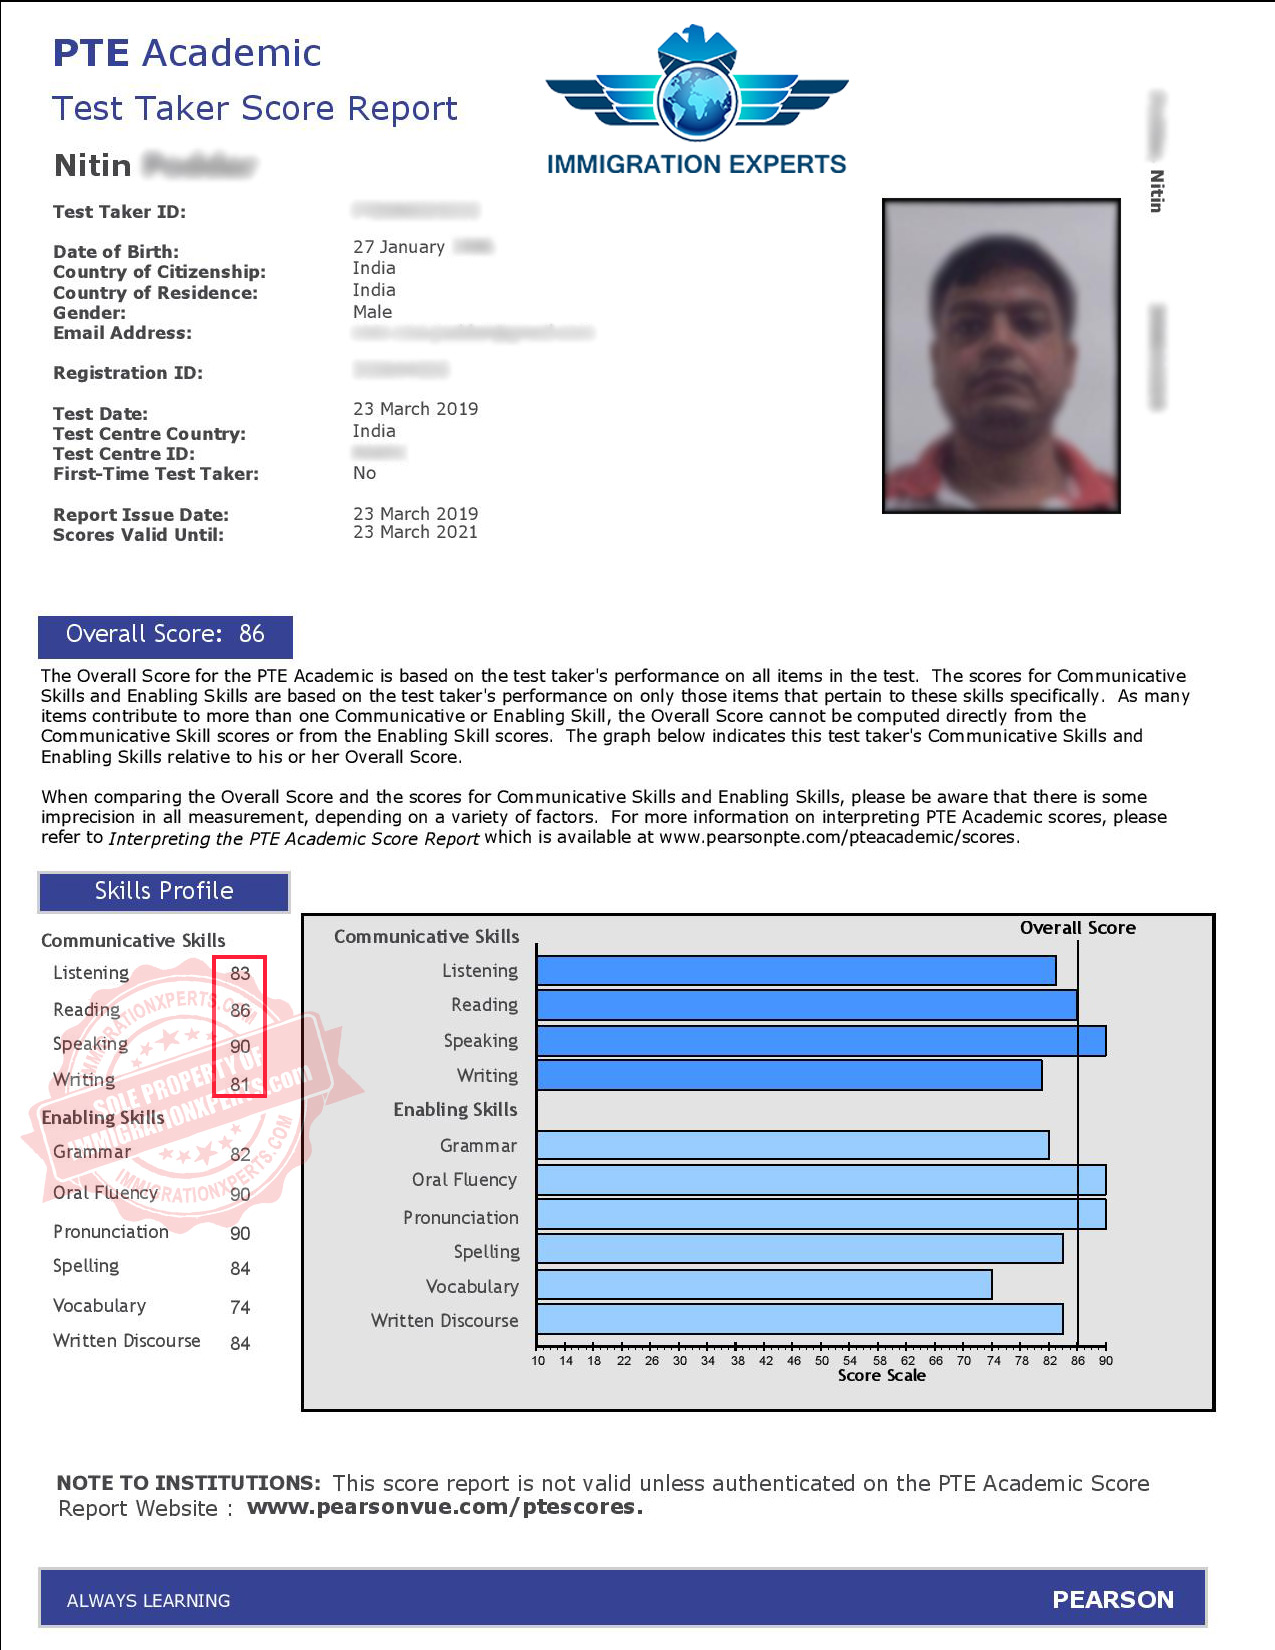 PTE Academic
Test Taker Score Report
IMMIGRATION EXPERTS
Nitin
Nitin
Test Taker ID:
Date of Birth: 27 January
Country of Citizenship: India
Country of Residence: India
Gender: Male
Email Address:
Registration ID:
Test Date: 23 March 2019
Test Centre Country: India
Test Centre ID:
First-Time Test Taker: No
Report Issue Date: 23 March 2019
Scores Valid Until: 23 March 2021
Overall Score: 86
The Overall Score for the PTE Academic is based on the test taker's performance on all items in the test. The scores for Communicative
Skills and Enabling Skills are based on the test taker's performance on only those items that pertain to these skills specifically. As many
items contribute to more than one Communicative or Enabling Skill, the Overall Score cannot be computed directly from the
Communicative Skill scores or from the Enabling Skill scores. The graph below indicates this test taker's Communicative Skills and
Enabling Skills relative to his or her Overall Score.
When comparing the Overall Score and the scores for Communicative Skills and Enabling Skills, please be aware that there is some
imprecision in all measurement, depending on a variety of factors. For more information on interpreting PTE Academic scores, please
refer to Interpreting the PTE Academic Score Report which is available at www.pearsonpte.com/pteacademic/scores.
Skills Profile
Communicative Skills
Listening 83
Reading 86
Speaking 90
Writing 81
Enabling Skills
Grammar 82
Oral Fluency 90
Pronunciation 90
Spelling 84
Vocabulary 74
Written Discourse 84
IMMIGRATIONXPERTS.COM
SOLE PROPERTY OF
IMMIGRATIONXPERTS.com
IMMIGRATIONXPERTS.COM
Overall Score
Communicative Skills
Listening
Reading
Speaking
Writing
Enabling Skills
Grammar
Oral Fluency
Pronunciation
Spelling
Vocabulary
Written Discourse
10 14 18 22 26 30 34 38 42 46 50 54 58 62 66 70 74 78 82 86 90
Score Scale
NOTE TO INSTITUTIONS: This score report is not valid unless authenticated on the PTE Academic Score
Report Website : www.pearsonvue.com/ptescores.
ALWAYS LEARNING
PEARSON